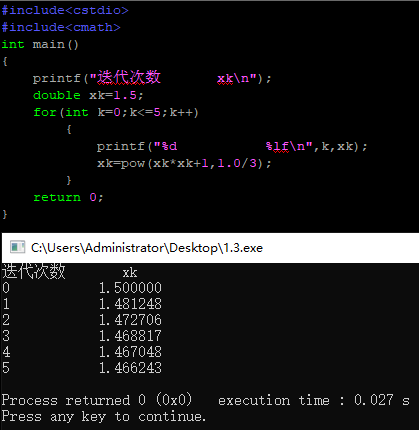 #include<cstdio>
#include<cmath>
int main()
{
    printf("迭代次数       xk\n");
    double xk=1.5;
    for(int k=0;k<=5;k++)
        {
            printf("%d           %lf\n",k,xk);
            xk=pow(xk*xk+1,1.0/3);
        }
    return 0;
}
C:\Users\Administrator\Desktop\1.3.exe
迭代次数       xk
0           1.500000
1           1.481248
2           1.472706
3           1.468817
4           1.467048
5           1.466243
Process returned 0 (0x0)   execution time : 0.027 s
Press any key to continue.